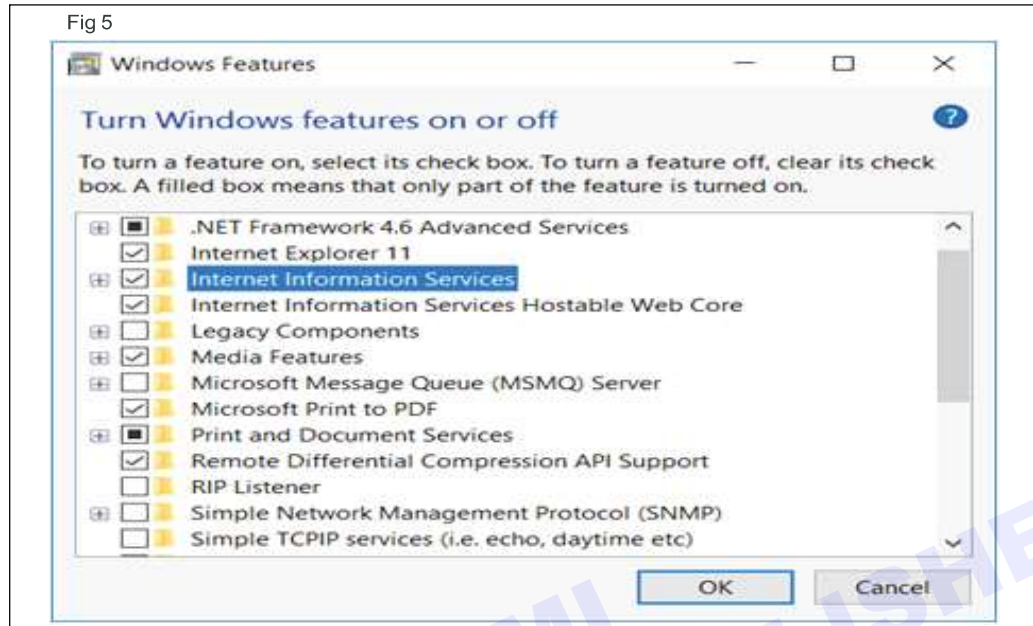 Fig 5
Windows Features
Turn Windows features on or off
To turn a feature on, select its check box. To turn a feature off, clear its check
box. A filled box means that only part of the feature is turned on.
.NET Framework 4.6 Advanced Services
Internet Explorer 11
Internet Information Services
Internet Information Services Hostable Web Core
Legacy Components
Media Features
Microsoft Message Queue (MSMQ) Server
Microsoft Print to PDF
Print and Document Services
Remote Differential Compression API Support
RIP Listener
Simple Network Management Protocol (SNMP)
Simple TCPIP services (i.e. echo, daytime etc)
OK Cancel